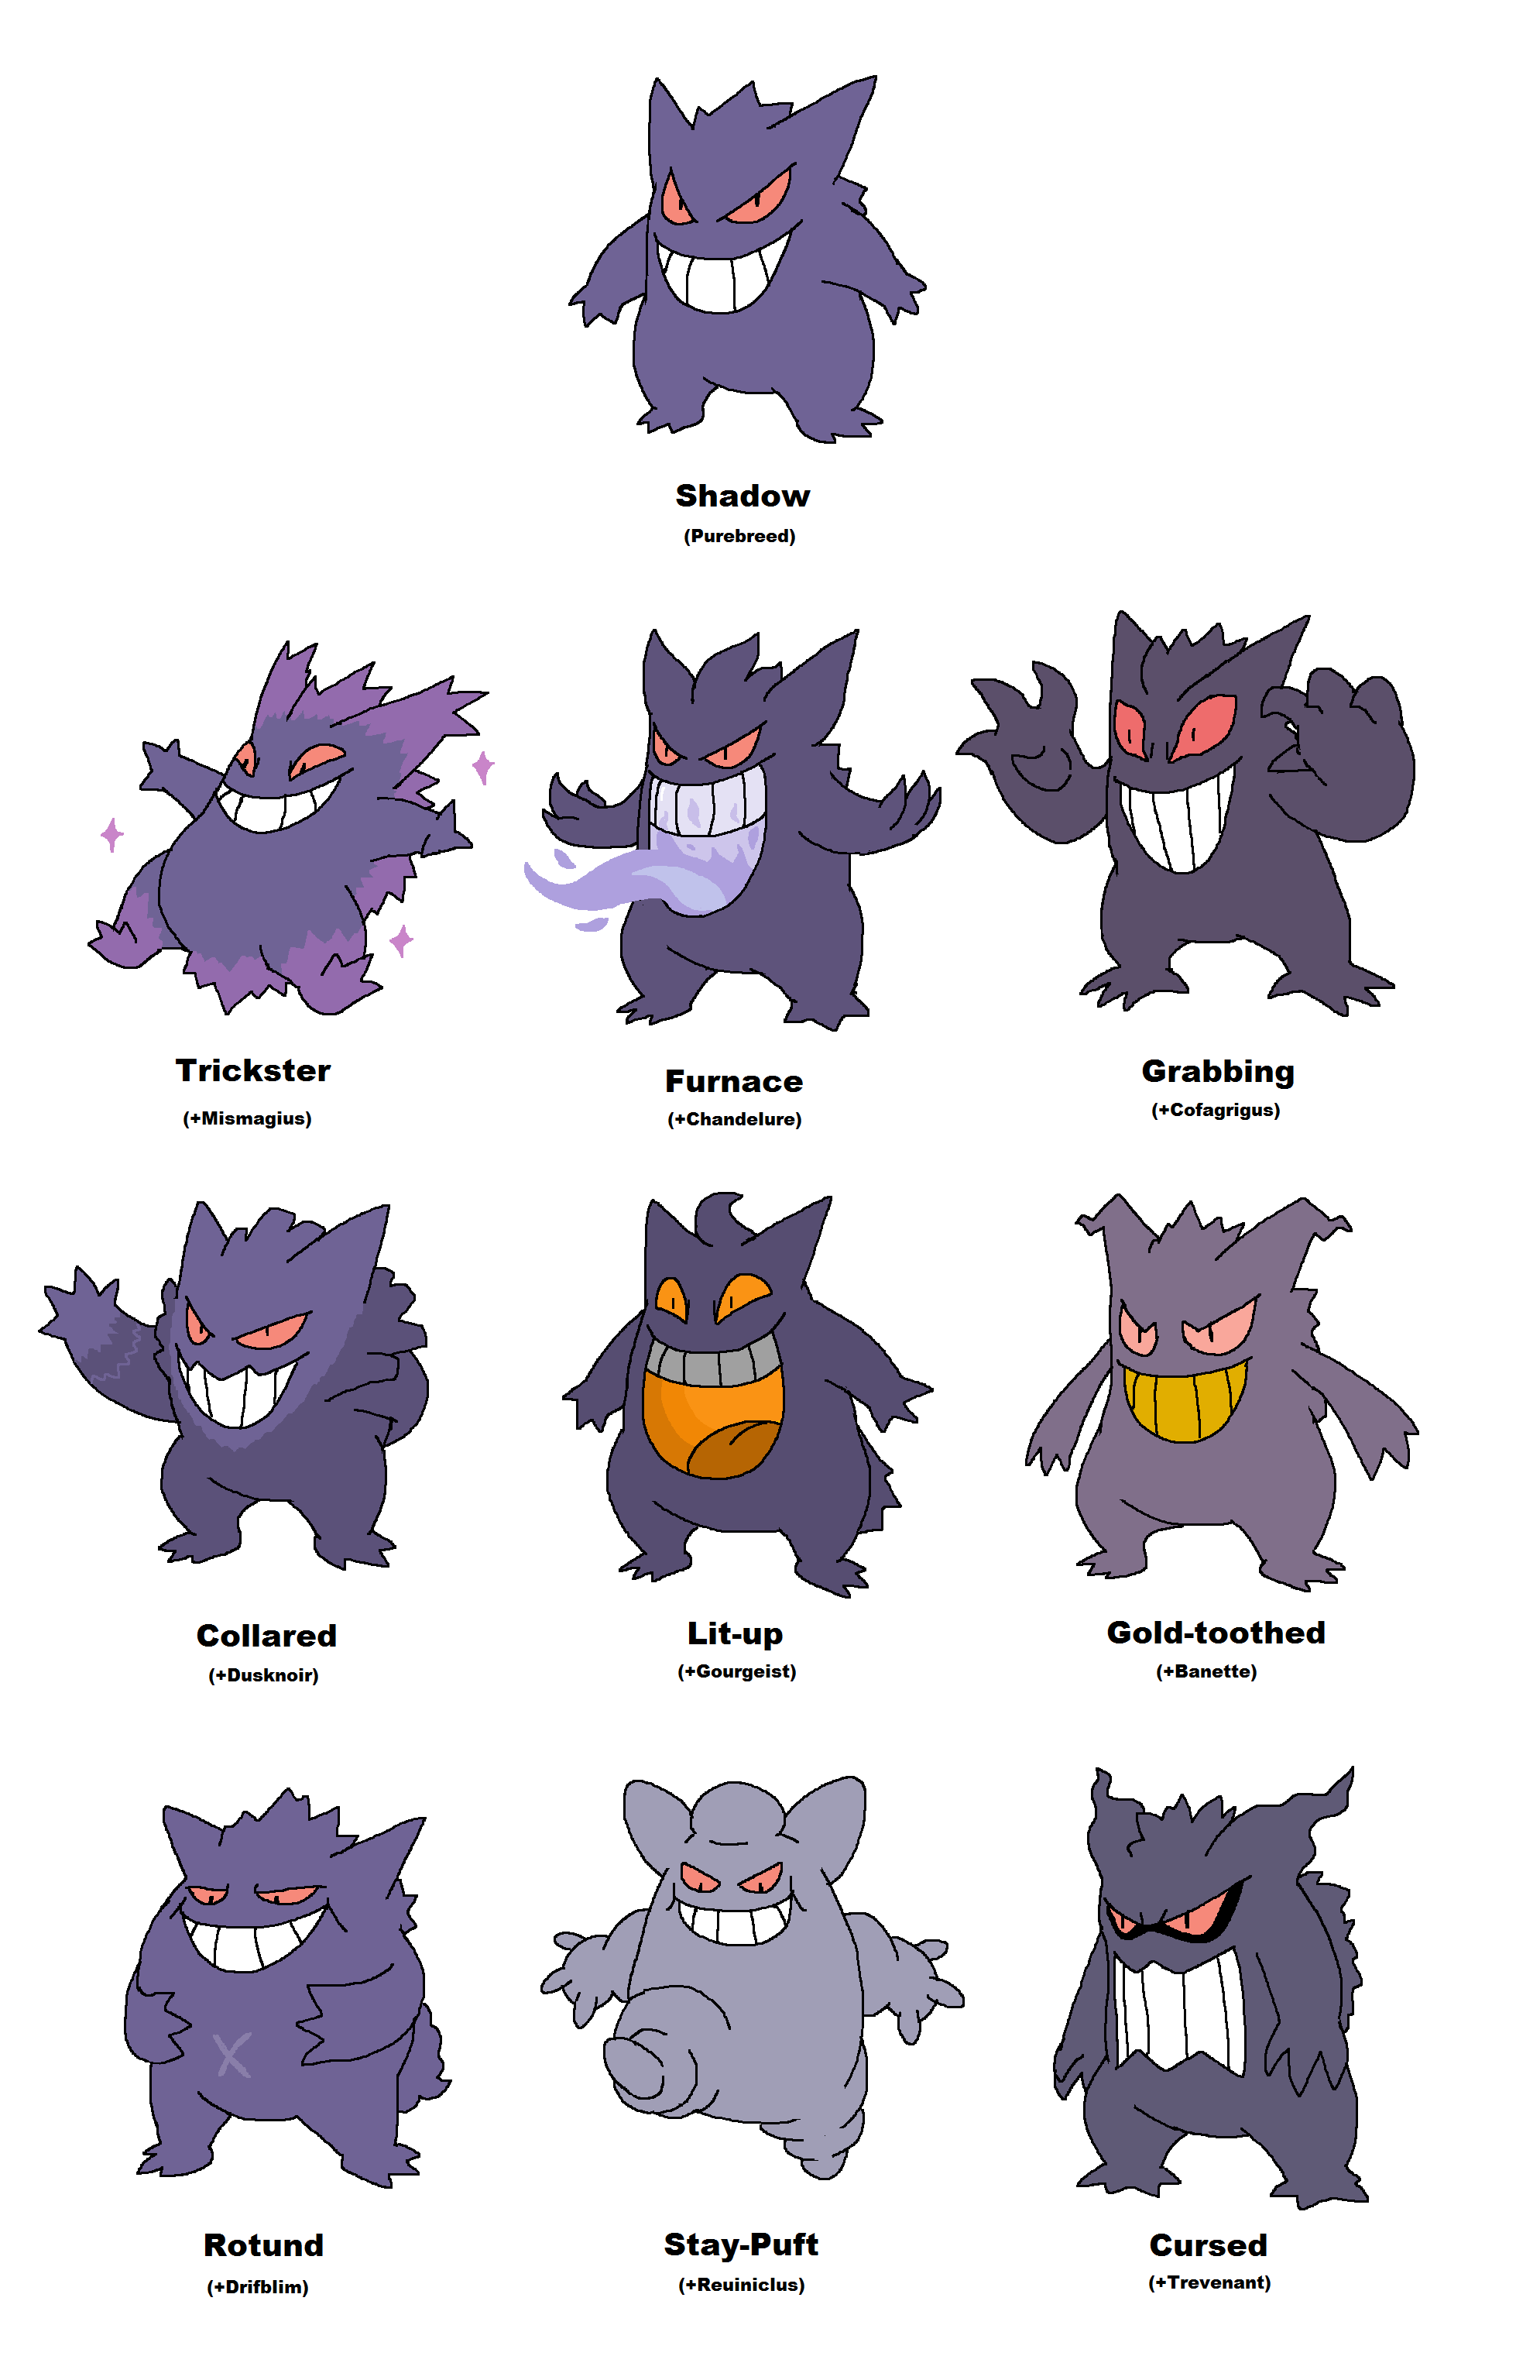 Shadow
(Purebreed)
Trickster
(+Mismagius)
Furnace
(+Chandelure)
Grabbing
(+Cofagrigus)
Collared
(+Dusknoir)
Lit-up
(+Gourgeist)
Gold-toothed
(+Banette)
Rotund
(+Drifblim)
Stay-Puft
(+Reuiniclus)
Cursed
(+Trevenant)